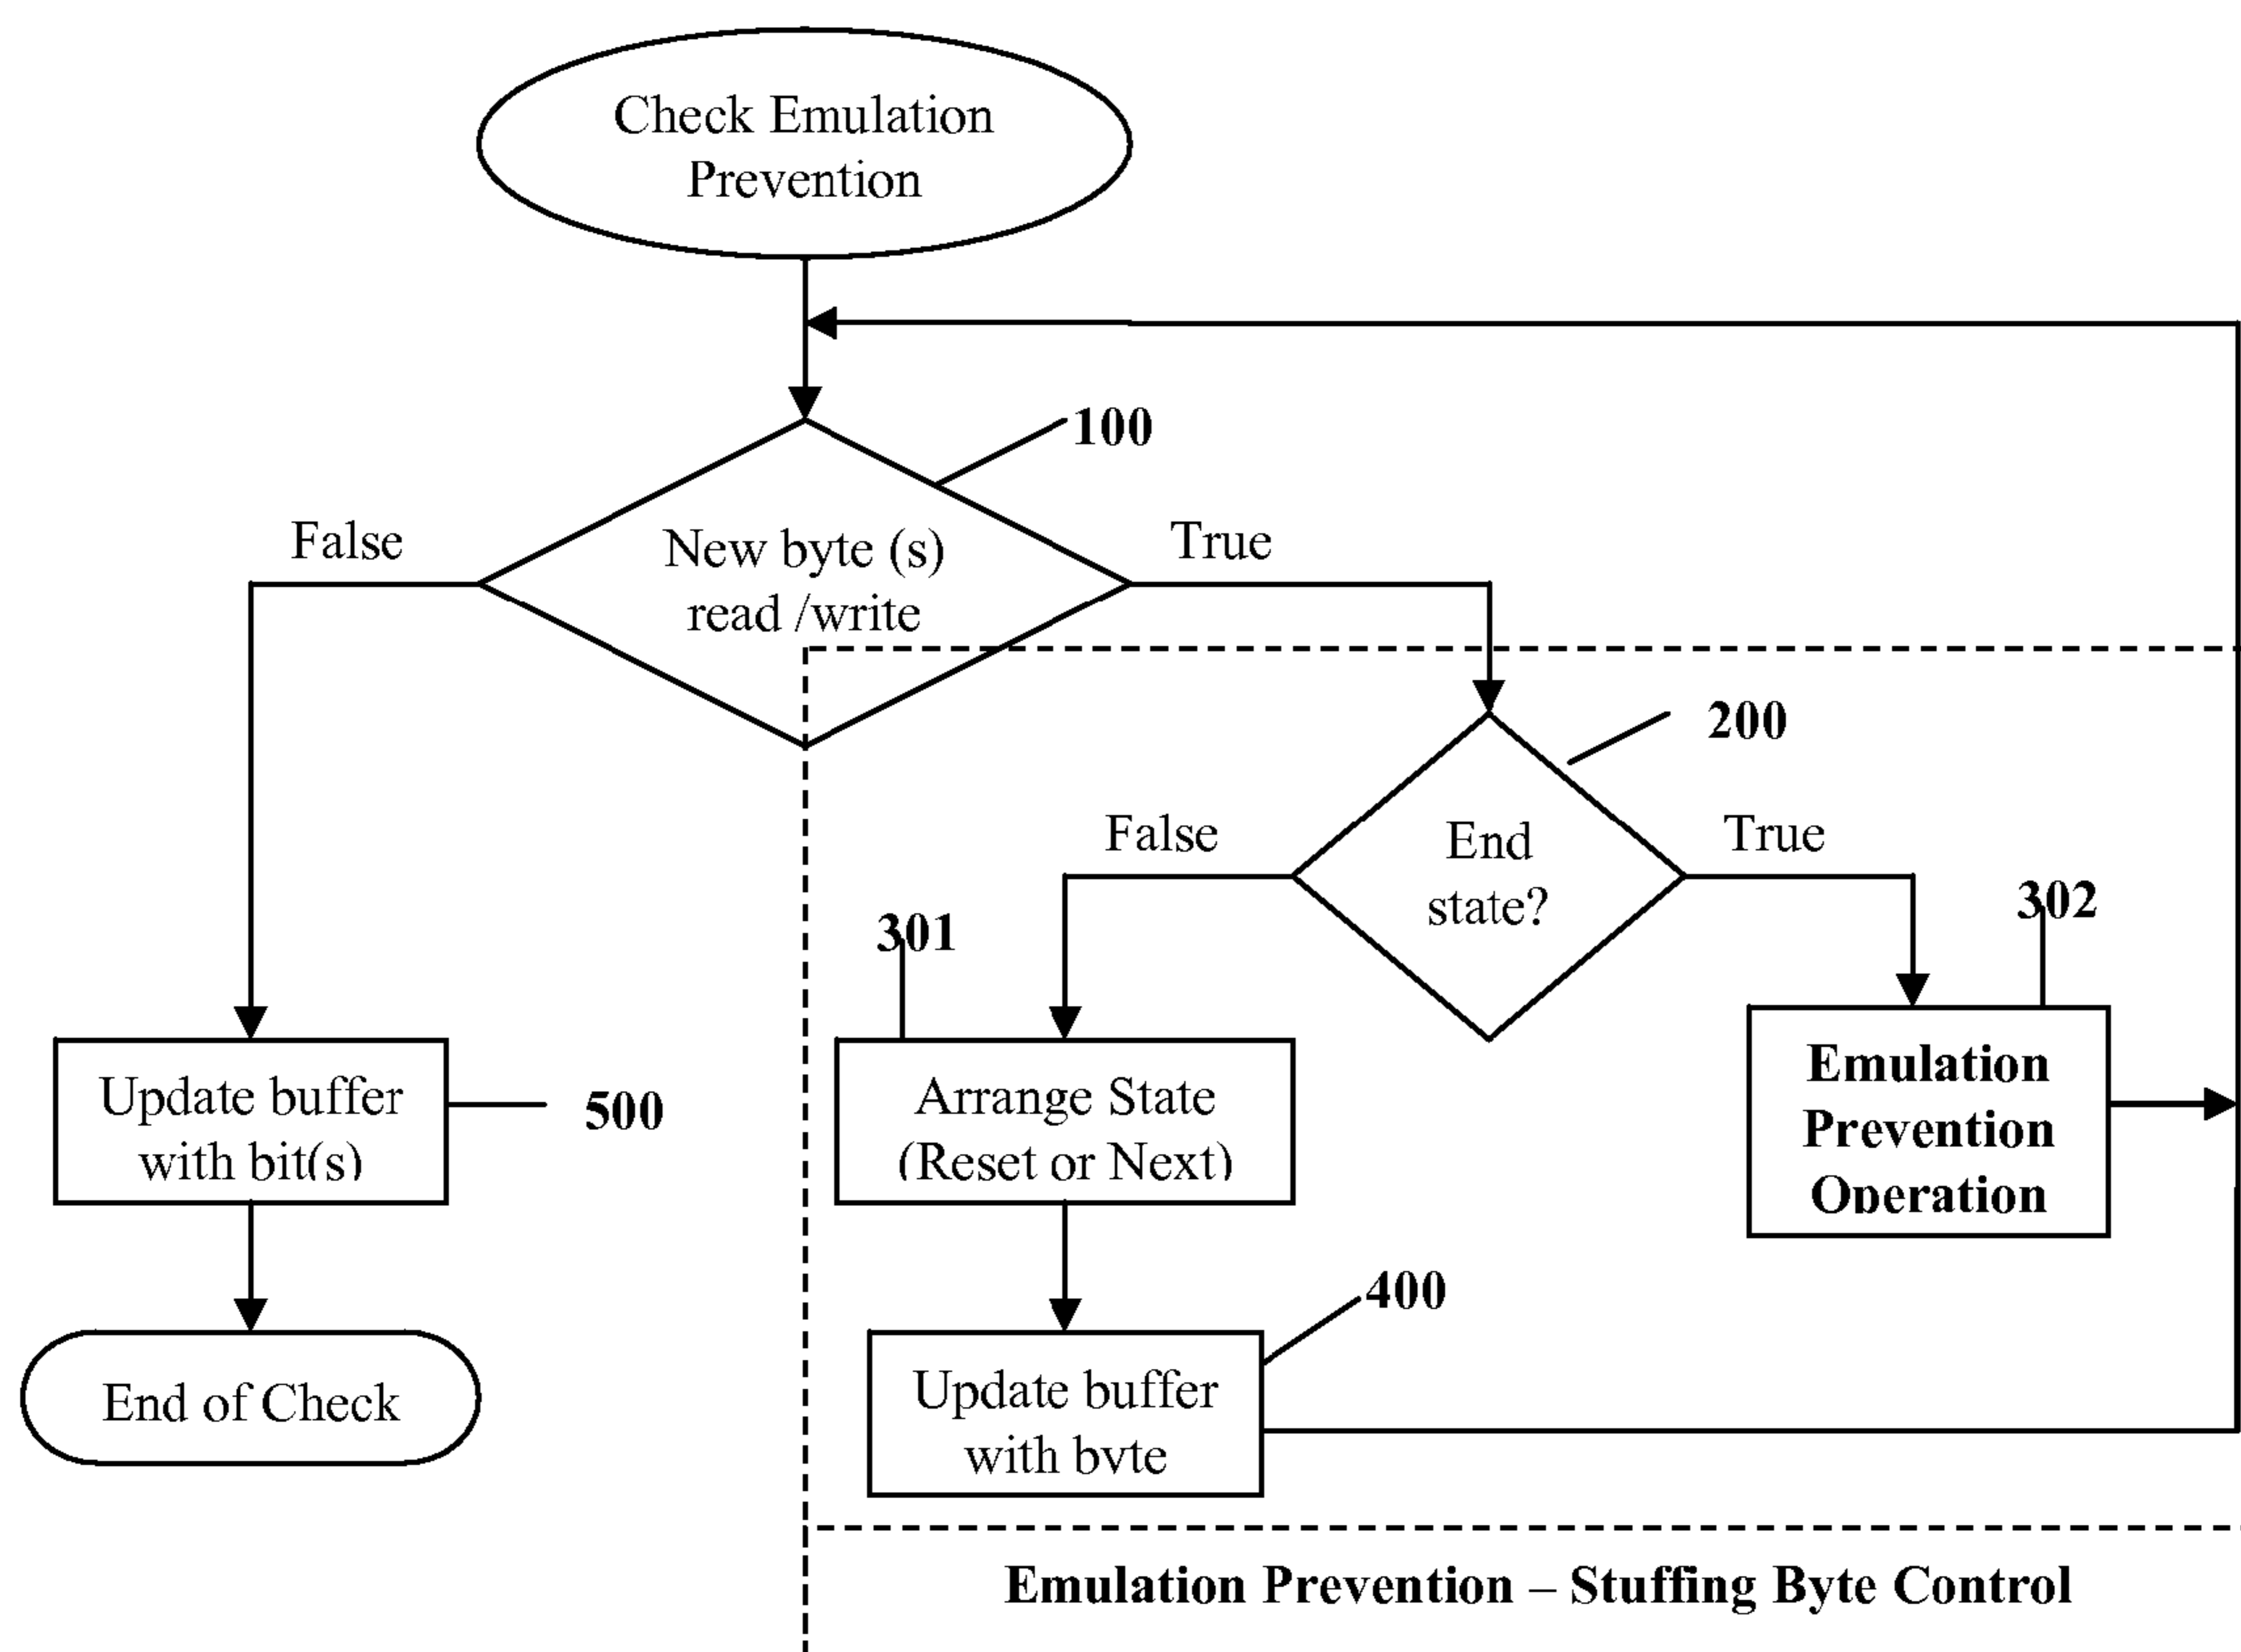 Check Emulation
Prevention
100
False
New byte (s)
read /write
True
200
False
End
state?
True
301
302
Update buffer
with bit(s)
500
Arrange State
(Reset or Next)
Emulation
Prevention
Operation
400
End of Check
Update buffer
with byte
Emulation Prevention – Stuffing Byte Control